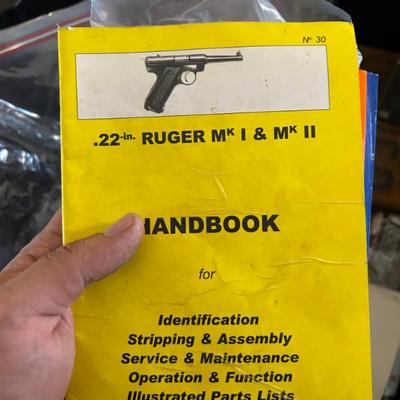 Nº 30
.22-in. RUGER MK I & MK II
HANDBOOK
for
Identification
Stripping & Assembly
Service & Maintenance
Operation & Function
Illustrated Parts Lists